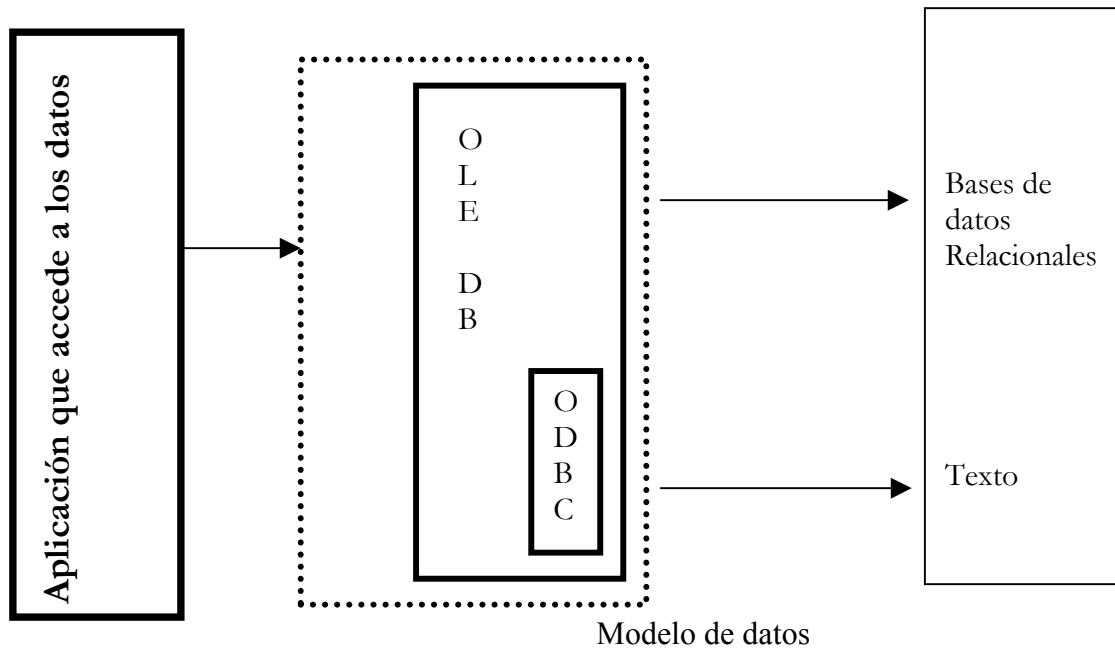 Aplicación que accede a los datos
O
L
E
D
B
O
D
B
C
Bases de
datos
Relacionales
Texto
Modelo de datos